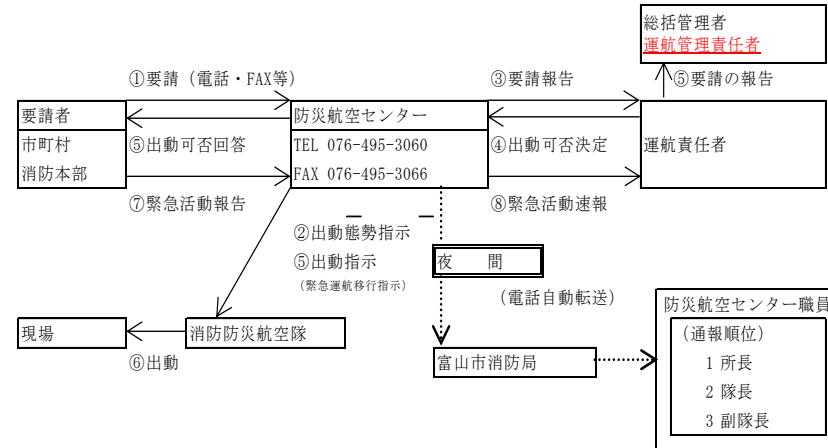 総括管理者
運航管理責任者
①要請（電話・FAX等）
③要請報告
⑤要請の報告
要請者
防災航空センター
市町村
⑤出動可否回答
TEL 076-495-3060
④出動可否決定
運航責任者
消防本部
FAX 076-495-3066
⑦緊急活動報告
⑧緊急活動速報
②出動態勢指示
⑤出動指示
夜　　間
（緊急運航移行指示）
（電話自動転送）
防災航空センター職員
現場
消防防災航空隊
（通報順位）
⑥出動
富山市消防局
1 所長
2 隊長
3 副隊長